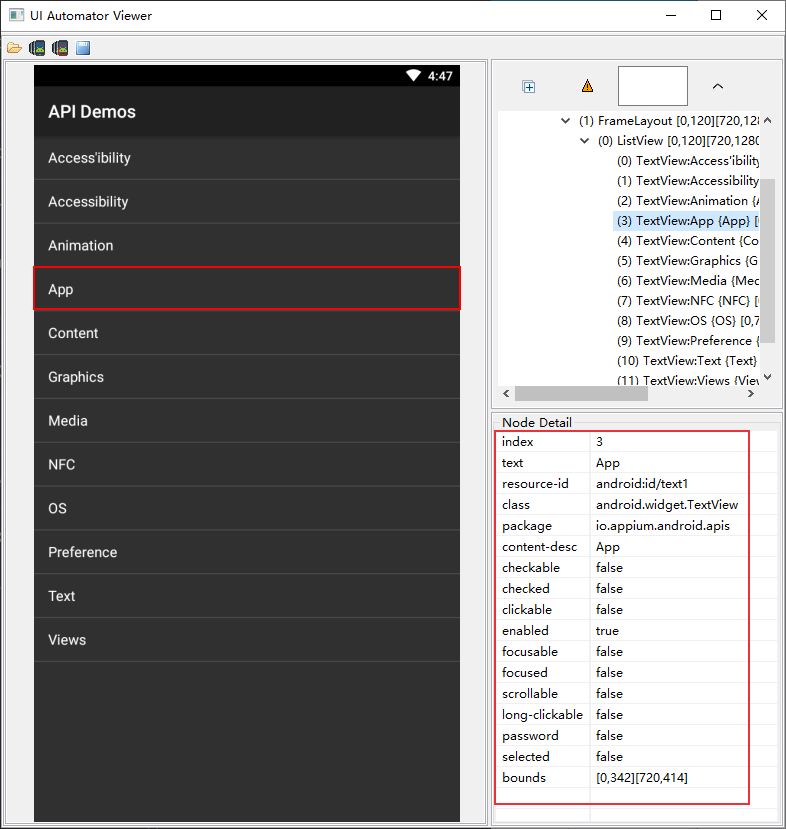 UI Automator Viewer
4:47
API Demos
Access'ibility
Accessibility
Animation
App
Content
Graphics
Media
NFC
OS
Preference
Text
Views
(1) FrameLayout [0,120][720,128
(0) ListView [0,120][720,1280
(0) TextView:Access'ibility
(1) TextView:Accessibility
(2) TextView:Animation {A
(3) TextView:App {App} [
(4) TextView:Content {Co
(5) TextView:Graphics {G
(6) TextView:Media {Med
(7) TextView:NFC {NFC} [
(8) TextView:OS {OS} [0,7
(9) TextView:Preference {
(10) TextView:Text {Text}
(11) TextView:Views {View
Node Detail
index 3
text App
resource-id android:id/text1
class android.widget.TextView
package io.appium.android.apis
content-desc App
checkable false
checked false
clickable false
enabled true
focusable false
focused false
scrollable false
long-clickable false
password false
selected false
bounds [0,342][720,414]